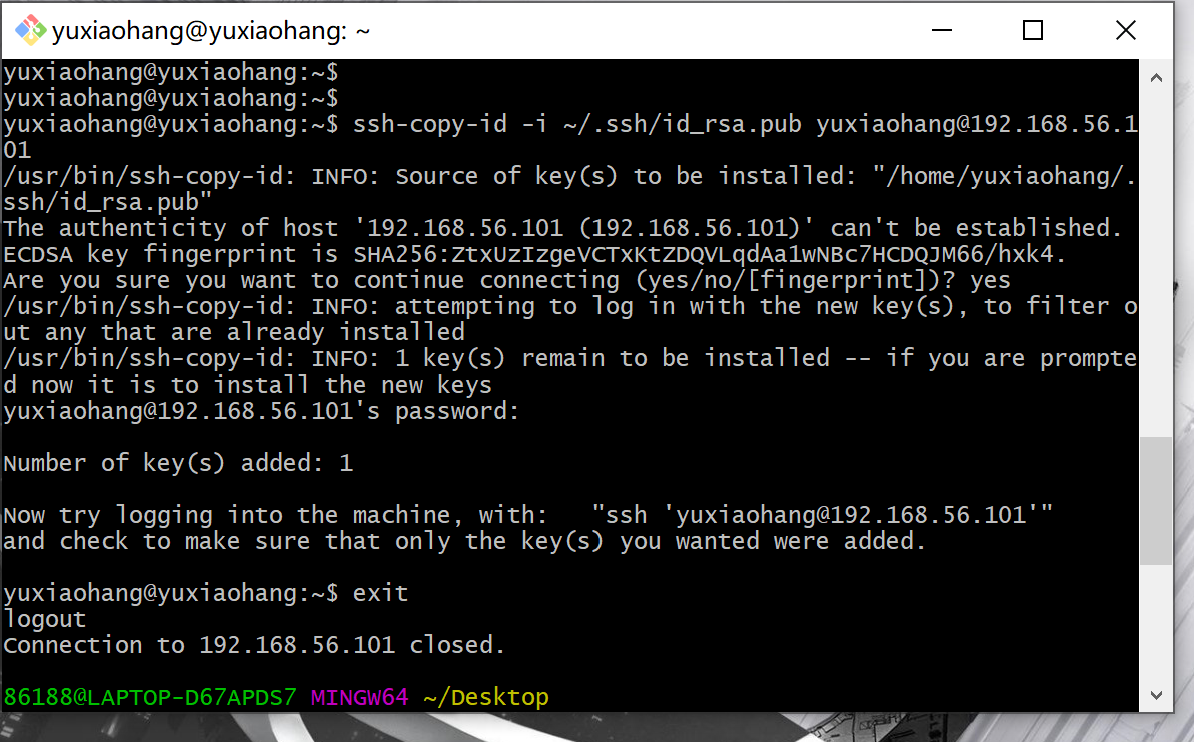 yuxiaohang@yuxiaohang: ~
yuxiaohang@yuxiaohang:~$
yuxiaohang@yuxiaohang:~$
yuxiaohang@yuxiaohang:~$ ssh-copy-id -i ~/.ssh/id_rsa.pub yuxiaohang@192.168.56.1
01
/usr/bin/ssh-copy-id: INFO: Source of key(s) to be installed: "/home/yuxiaohang/.
ssh/id_rsa.pub"
The authenticity of host '192.168.56.101 (192.168.56.101)' can't be established.
ECDSA key fingerprint is SHA256:ZtxUzIzgeVCTxKtZDQVLqdAa1wNBc7HCDQJM66/hxk4.
Are you sure you want to continue connecting (yes/no/[fingerprint])? yes
/usr/bin/ssh-copy-id: INFO: attempting to log in with the new key(s), to filter o
ut any that are already installed
/usr/bin/ssh-copy-id: INFO: 1 key(s) remain to be installed -- if you are prompte
d now it is to install the new keys
yuxiaohang@192.168.56.101's password:
Number of key(s) added: 1
Now try logging into the machine, with:   "ssh 'yuxiaohang@192.168.56.101'"
and check to make sure that only the key(s) you wanted were added.
yuxiaohang@yuxiaohang:~$ exit
logout
Connection to 192.168.56.101 closed.
86188@LAPTOP-D67APDS7 MINGW64 ~/Desktop